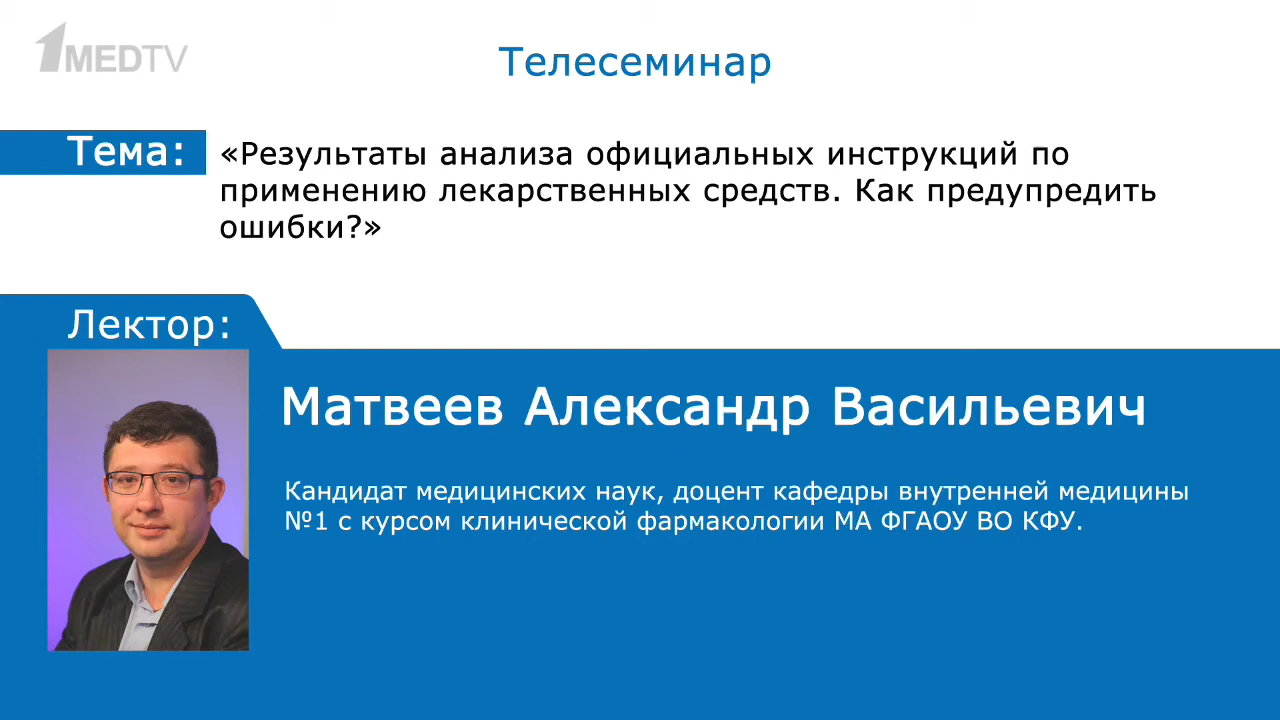 1MEDTV
Телесеминар
Тема:
«Результаты анализа официальных инструкций по
применению лекарственных средств. Как предупредить
ошибки?»
Лектор:
Матвеев Александр Васильевич
Кандидат медицинских наук, доцент кафедры внутренней медицины
№1 с курсом клинической фармакологии МА ФГАОУ ВО КФУ.